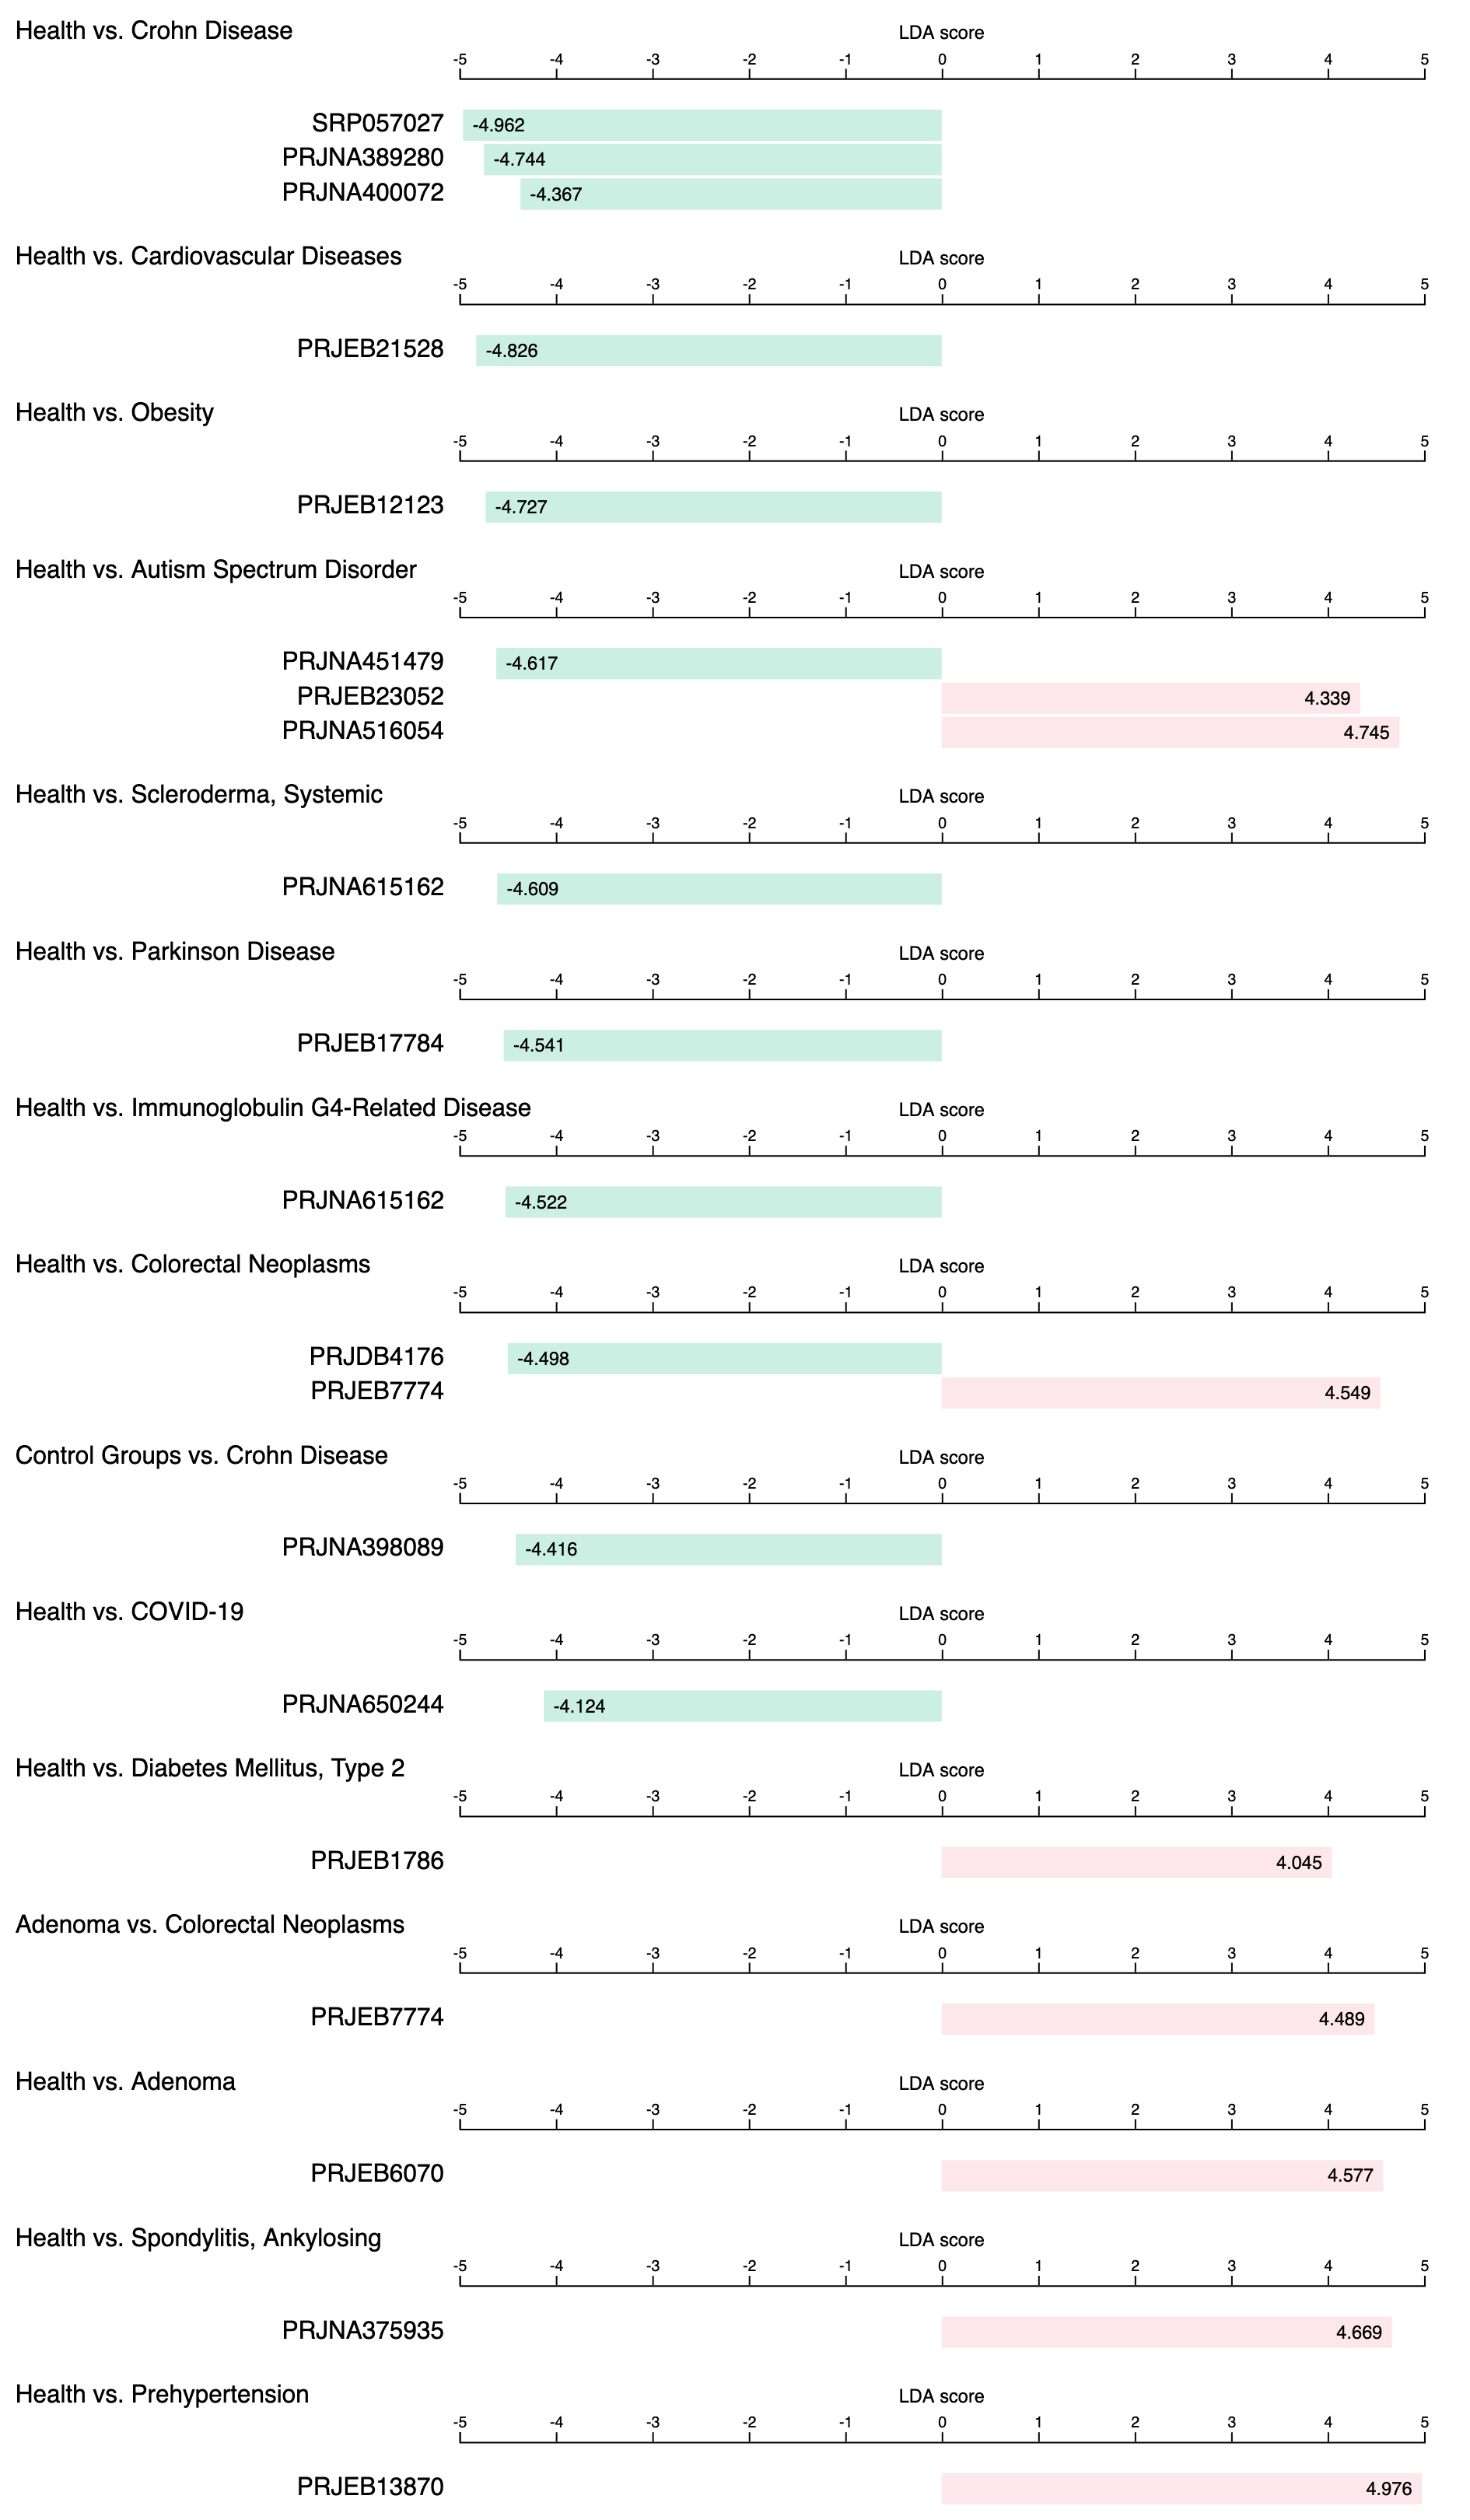 Health vs. Crohn Disease LDA score
-5 -4 -3 -2 -1 0 1 2 3 4 5
SRP057027 -4.962
PRJNA389280 -4.744
PRJNA400072 -4.367
Health vs. Cardiovascular Diseases LDA score
-5 -4 -3 -2 -1 0 1 2 3 4 5
PRJEB21528 -4.826
Health vs. Obesity LDA score
-5 -4 -3 -2 -1 0 1 2 3 4 5
PRJEB12123 -4.727
Health vs. Autism Spectrum Disorder LDA score
-5 -4 -3 -2 -1 0 1 2 3 4 5
PRJNA451479 -4.617
PRJEB23052 4.339
PRJNA516054 4.745
Health vs. Scleroderma, Systemic LDA score
-5 -4 -3 -2 -1 0 1 2 3 4 5
PRJNA615162 -4.609
Health vs. Parkinson Disease LDA score
-5 -4 -3 -2 -1 0 1 2 3 4 5
PRJEB17784 -4.541
Health vs. Immunoglobulin G4-Related Disease LDA score
-5 -4 -3 -2 -1 0 1 2 3 4 5
PRJNA615162 -4.522
Health vs. Colorectal Neoplasms LDA score
-5 -4 -3 -2 -1 0 1 2 3 4 5
PRJDB4176 -4.498
PRJEB7774 4.549
Control Groups vs. Crohn Disease LDA score
-5 -4 -3 -2 -1 0 1 2 3 4 5
PRJNA398089 -4.416
Health vs. COVID-19 LDA score
-5 -4 -3 -2 -1 0 1 2 3 4 5
PRJNA650244 -4.124
Health vs. Diabetes Mellitus, Type 2 LDA score
-5 -4 -3 -2 -1 0 1 2 3 4 5
PRJEB1786 4.045
Adenoma vs. Colorectal Neoplasms LDA score
-5 -4 -3 -2 -1 0 1 2 3 4 5
PRJEB7774 4.489
Health vs. Adenoma LDA score
-5 -4 -3 -2 -1 0 1 2 3 4 5
PRJEB6070 4.577
Health vs. Spondylitis, Ankylosing LDA score
-5 -4 -3 -2 -1 0 1 2 3 4 5
PRJNA375935 4.669
Health vs. Prehypertension LDA score
-5 -4 -3 -2 -1 0 1 2 3 4 5
PRJEB13870 4.976